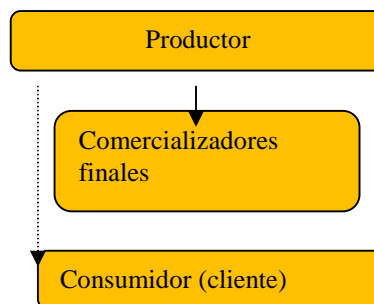 Productor
Comercializadores
finales
Consumidor (cliente)